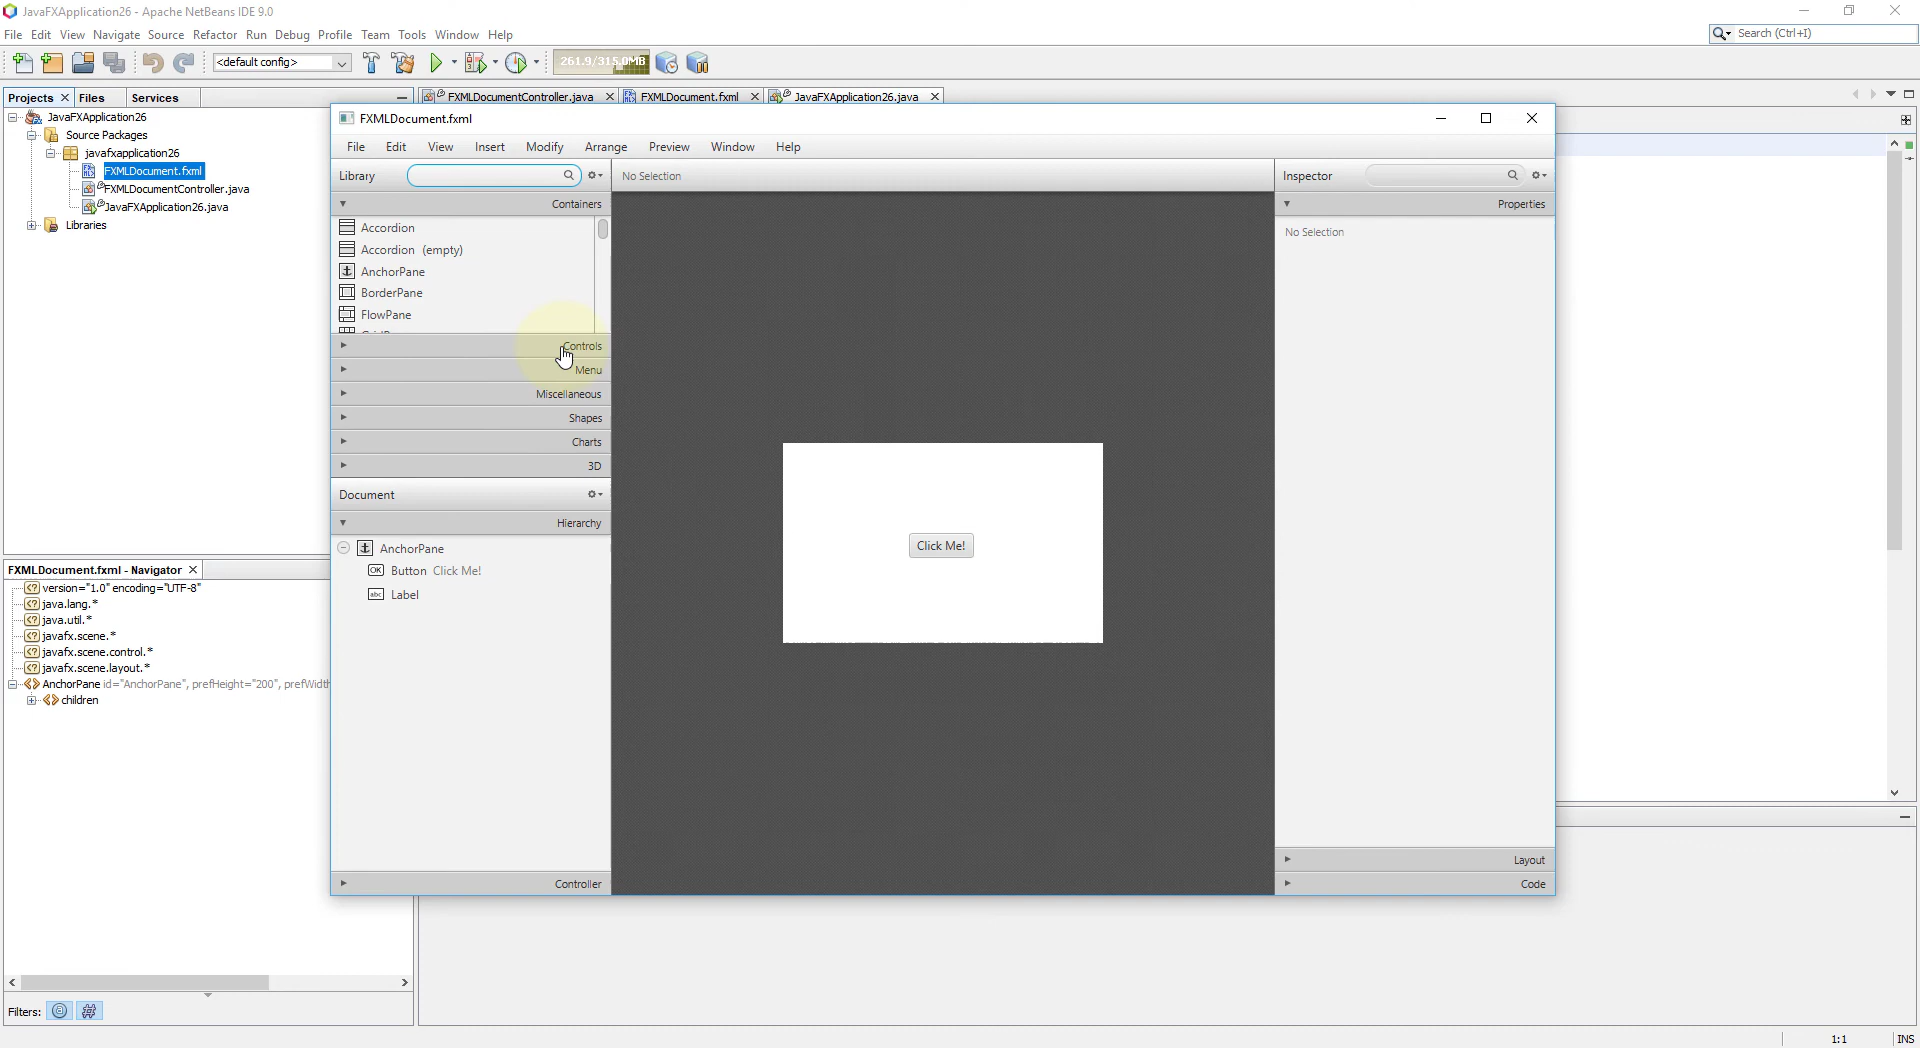 JavaFXApplication26 - Apache NetBeans IDE 9.0
File Edit View Navigate Source Refactor Run Debug Profile Team Tools Window Help
Search (Ctrl+I)
<default config>
261.9/315.0MB
Projects Files Services
FXMLDocumentController.java FXMLDocument.fxml JavaFXApplication26.java
JavaFXApplication26
Source Packages
javafxapplication26
FXMLDocument.fxml
FXMLDocumentController.java
JavaFXApplication26.java
Libraries
FXMLDocument.fxml - Navigator
version="1.0" encoding="UTF-8"
java.lang.*
java.util.*
javafx.scene.*
javafx.scene.control.*
javafx.scene.layout.*
AnchorPane id="AnchorPane", prefHeight="200", prefWidth
children
Filters:
FXMLDocument.fxml
File Edit View Insert Modify Arrange Preview Window Help
Library
No Selection
Inspector
Containers
Accordion
Accordion (empty)
AnchorPane
BorderPane
FlowPane
Controls
Menu
Miscellaneous
Shapes
Charts
3D
Document
Hierarchy
AnchorPane
Button Click Me!
abc Label
OK
Controller
Click Me!
Properties
No Selection
Layout
Code
1:1 INS